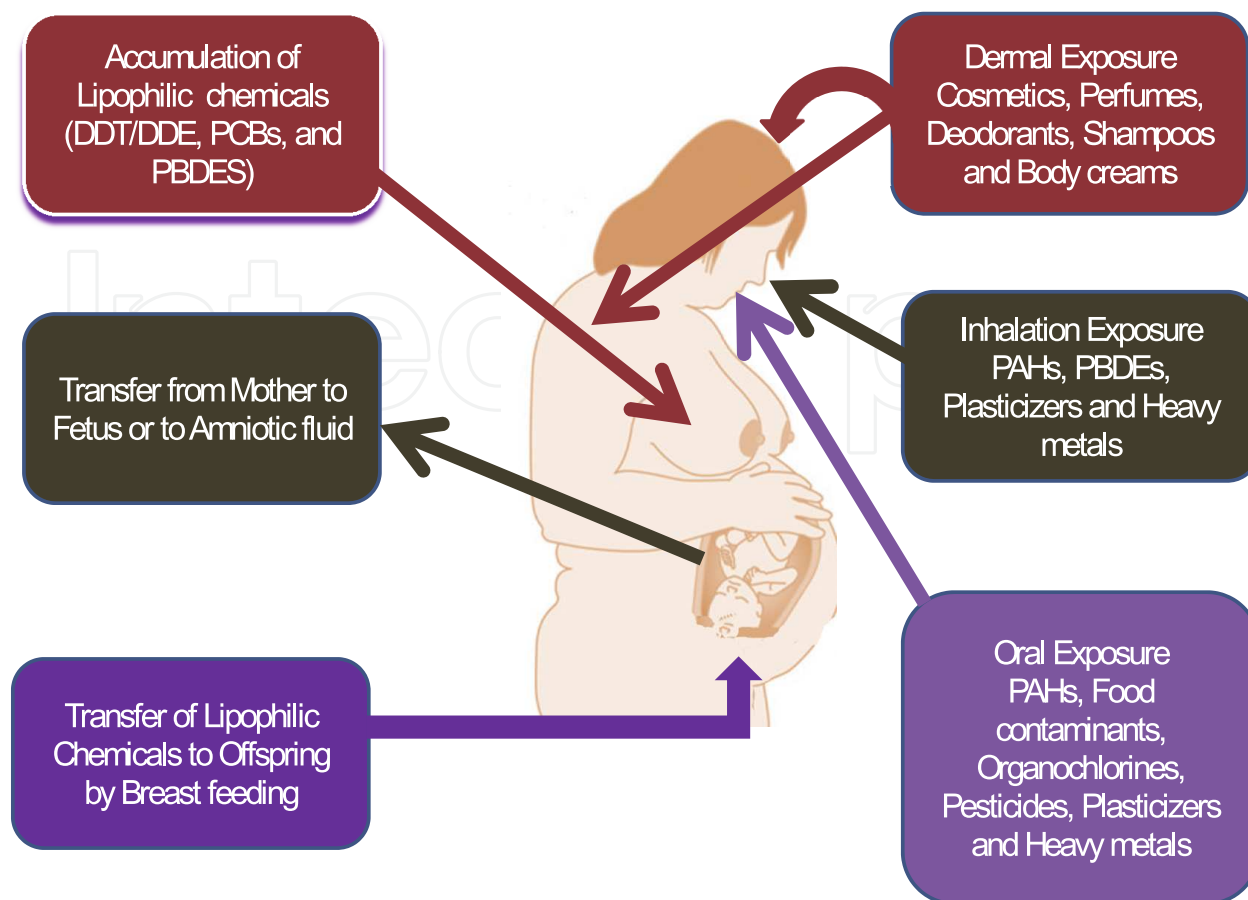 Accumulation of
Lipophilic chemicals
(DDT/DDE, PCBs, and
PBDES)
Dermal Exposure
Cosmetics, Perfumes,
Deodorants, Shampoos
and Body creams
Transfer from Mother to
Fetus or to Amniotic fluid
Inhalation Exposure
PAHs, PBDEs,
Plasticizers and Heavy
metals
Transfer of Lipophilic
Chemicals to Offspring
by Breast feeding
Oral Exposure
PAHs, Food
contaminants,
Organochlorines,
Pesticides, Plasticizers
and Heavy metals